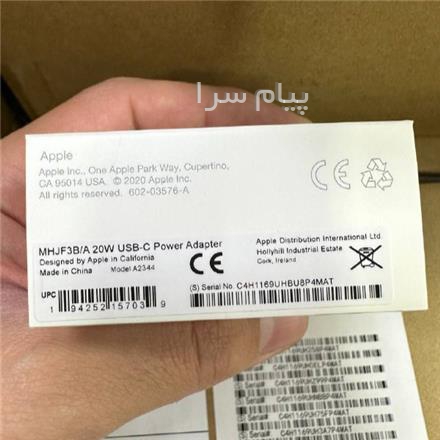 پیام سرا
Apple
Apple Inc., One Apple Park Way, Cupertino,
CA 95014 USA. © 2020 Apple Inc.
All rights reserved. 602-03576-A
CE
MHJF3B/A 20W USB-C Power Adapter
Designed by Apple in California
Made in China Model A2344
CE
Apple Distribution International Ltd
Hollyhill Industrial Estate
Cork, Ireland
UPC
1 94252 15703 9
(S) Serial No. C4H1169UHBU8P4MAT